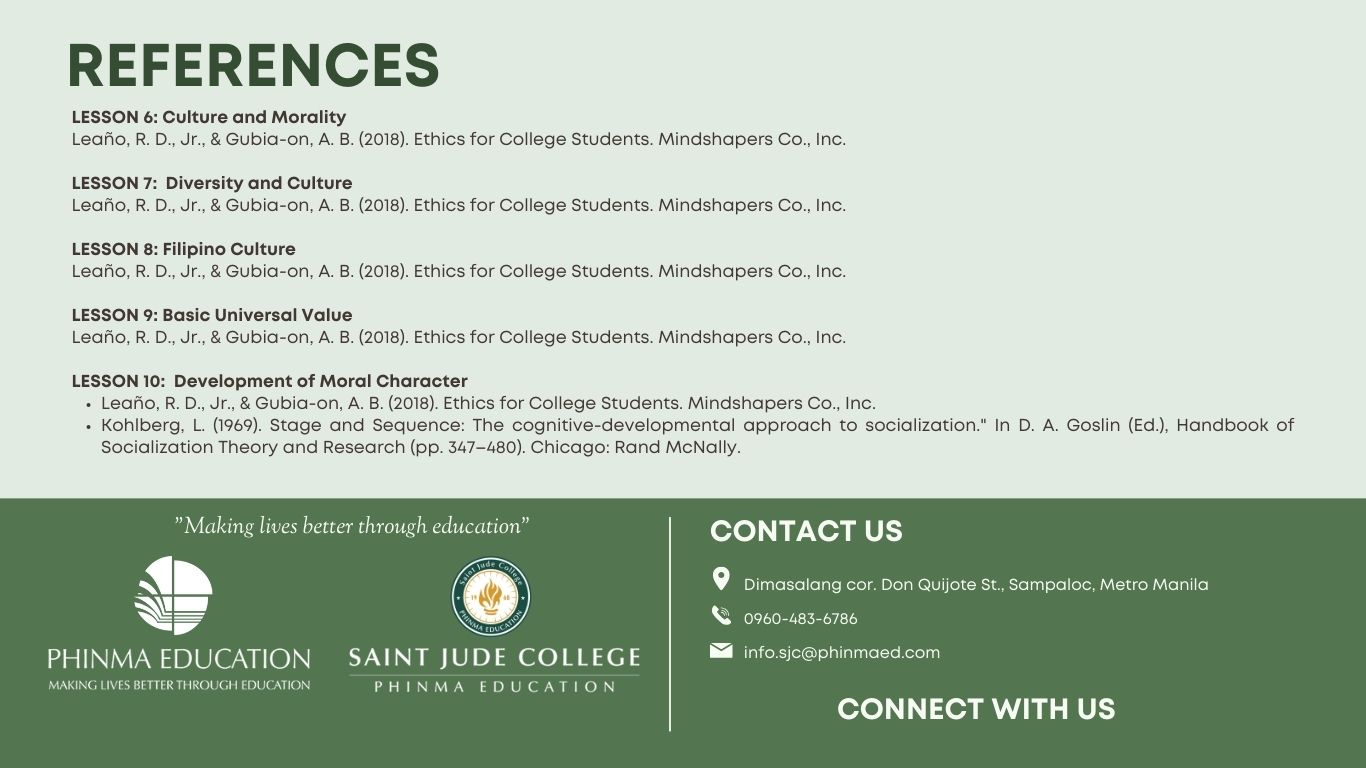 REFERENCES
LESSON 6: Culture and Morality
Leaño, R. D., Jr., & Gubia-on, A. B. (2018). Ethics for College Students. Mindshapers Co., Inc.
LESSON 7:  Diversity and Culture
Leaño, R. D., Jr., & Gubia-on, A. B. (2018). Ethics for College Students. Mindshapers Co., Inc.
LESSON 8: Filipino Culture
Leaño, R. D., Jr., & Gubia-on, A. B. (2018). Ethics for College Students. Mindshapers Co., Inc.
LESSON 9: Basic Universal Value
Leaño, R. D., Jr., & Gubia-on, A. B. (2018). Ethics for College Students. Mindshapers Co., Inc.
LESSON 10:  Development of Moral Character
• Leaño, R. D., Jr., & Gubia-on, A. B. (2018). Ethics for College Students. Mindshapers Co., Inc.
• Kohlberg, L. (1969). Stage and Sequence: The cognitive-developmental approach to socialization." In D. A. Goslin (Ed.), Handbook of
Socialization Theory and Research (pp. 347–480). Chicago: Rand McNally.
”Making lives better through education”
PHINMA EDUCATION
MAKING LIVES BETTER THROUGH EDUCATION
Saint Jude College
1968
PHINMA EDUCATION
SAINT JUDE COLLEGE
PHINMA EDUCATION
CONTACT US
Dimasalang cor. Don Quijote St., Sampaloc, Metro Manila
0960-483-6786
info.sjc@phinmaed.com
CONNECT WITH US